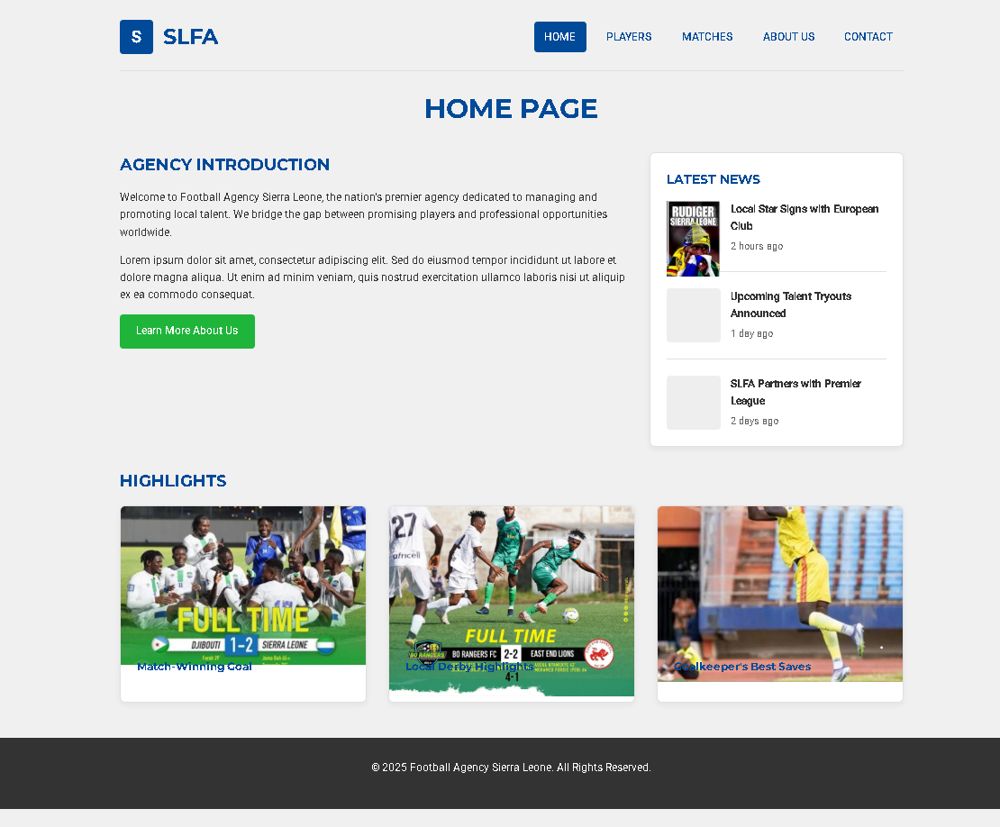 S SLFA
HOME PLAYERS MATCHES ABOUT US CONTACT
HOME PAGE
AGENCY INTRODUCTION
Welcome to Football Agency Sierra Leone, the nation's premier agency dedicated to managing and
promoting local talent. We bridge the gap between promising players and professional opportunities
worldwide.
Lorem ipsum dolor sit amet, consectetur adipiscing elit. Sed do eiusmod tempor incididunt ut labore et
dolore magna aliqua. Ut enim ad minim veniam, quis nostrud exercitation ullamco laboris nisi ut aliquip
ex ea commodo consequat.
Learn More About Us
LATEST NEWS
RUDIGER
SIERRA LEONE
Local Star Signs with European
Club
2 hours ago
Upcoming Talent Tryouts
Announced
1 day ago
SLFA Partners with Premier
League
2 days ago
HIGHLIGHTS
FULL TIME
DJIBOUTI 1-2 SIERRA LEONE
Match-Winning Goal
27
africell
FULL TIME
BO RANGERS FC 2-2 EAST END LIONS
4-1
Local Derby Highlights
Goalkeeper's Best Saves
© 2025 Football Agency Sierra Leone. All Rights Reserved.